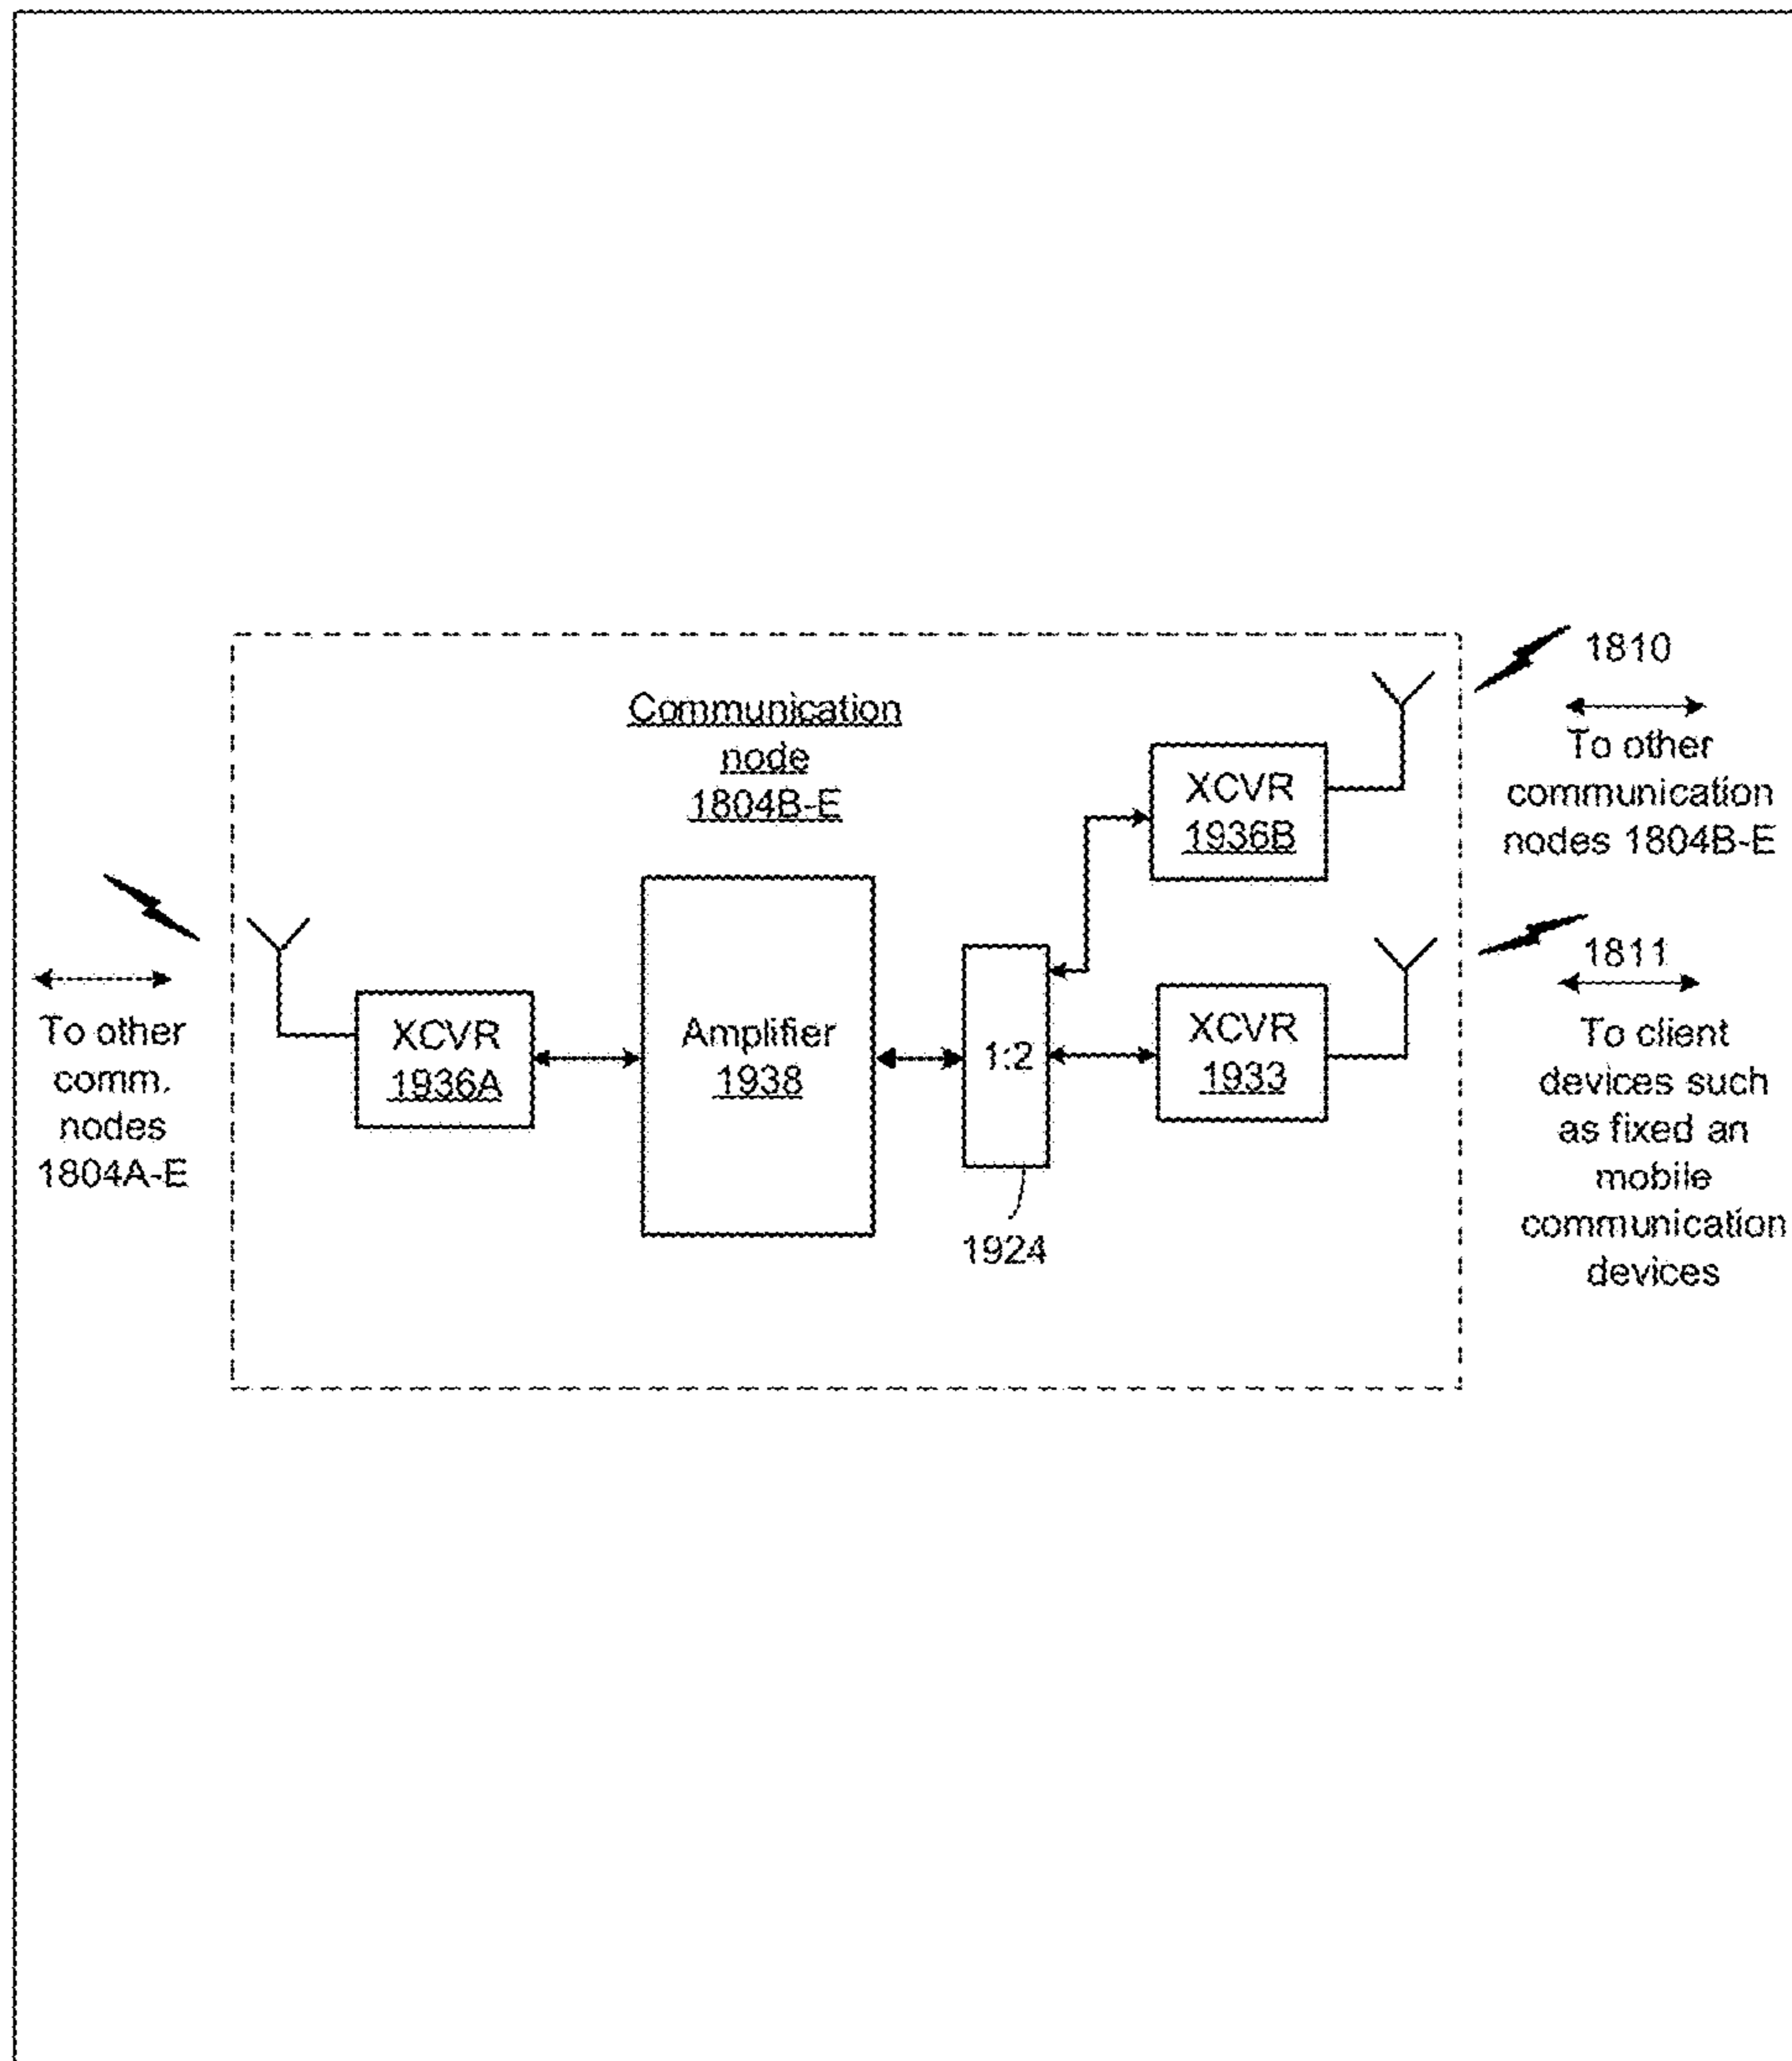 Communication
node
1804B-E
1810
To other
communication
nodes 1804B-E
XCVR
1936B
To other
comm.
nodes
1804A-E
XCVR
1936A
Amplifier
1938
1:2
1924
XCVR
1933
1811
To client
devices such
as fixed an
mobile
communication
devices